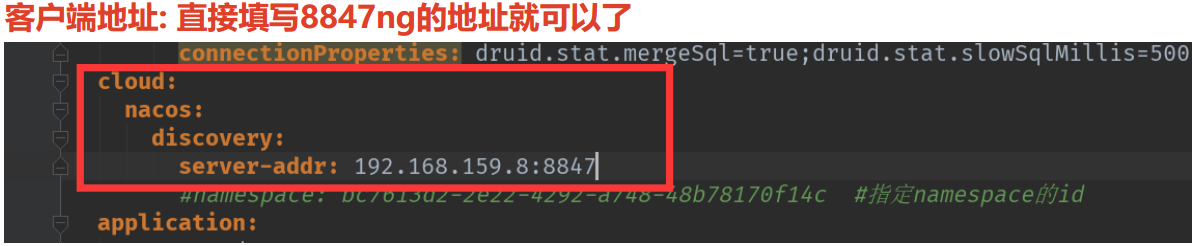 客户端地址: 直接填写8847ng的地址就可以了
connectionProperties: druid.stat.mergeSql=true;druid.stat.slowSqlMillis=500
cloud:
nacos:
discovery:
server-addr: 192.168.159.8:8847
#namespace: bc7613d2-2e22-4292-a748-48b78170f14c #指定namespace的id
application: